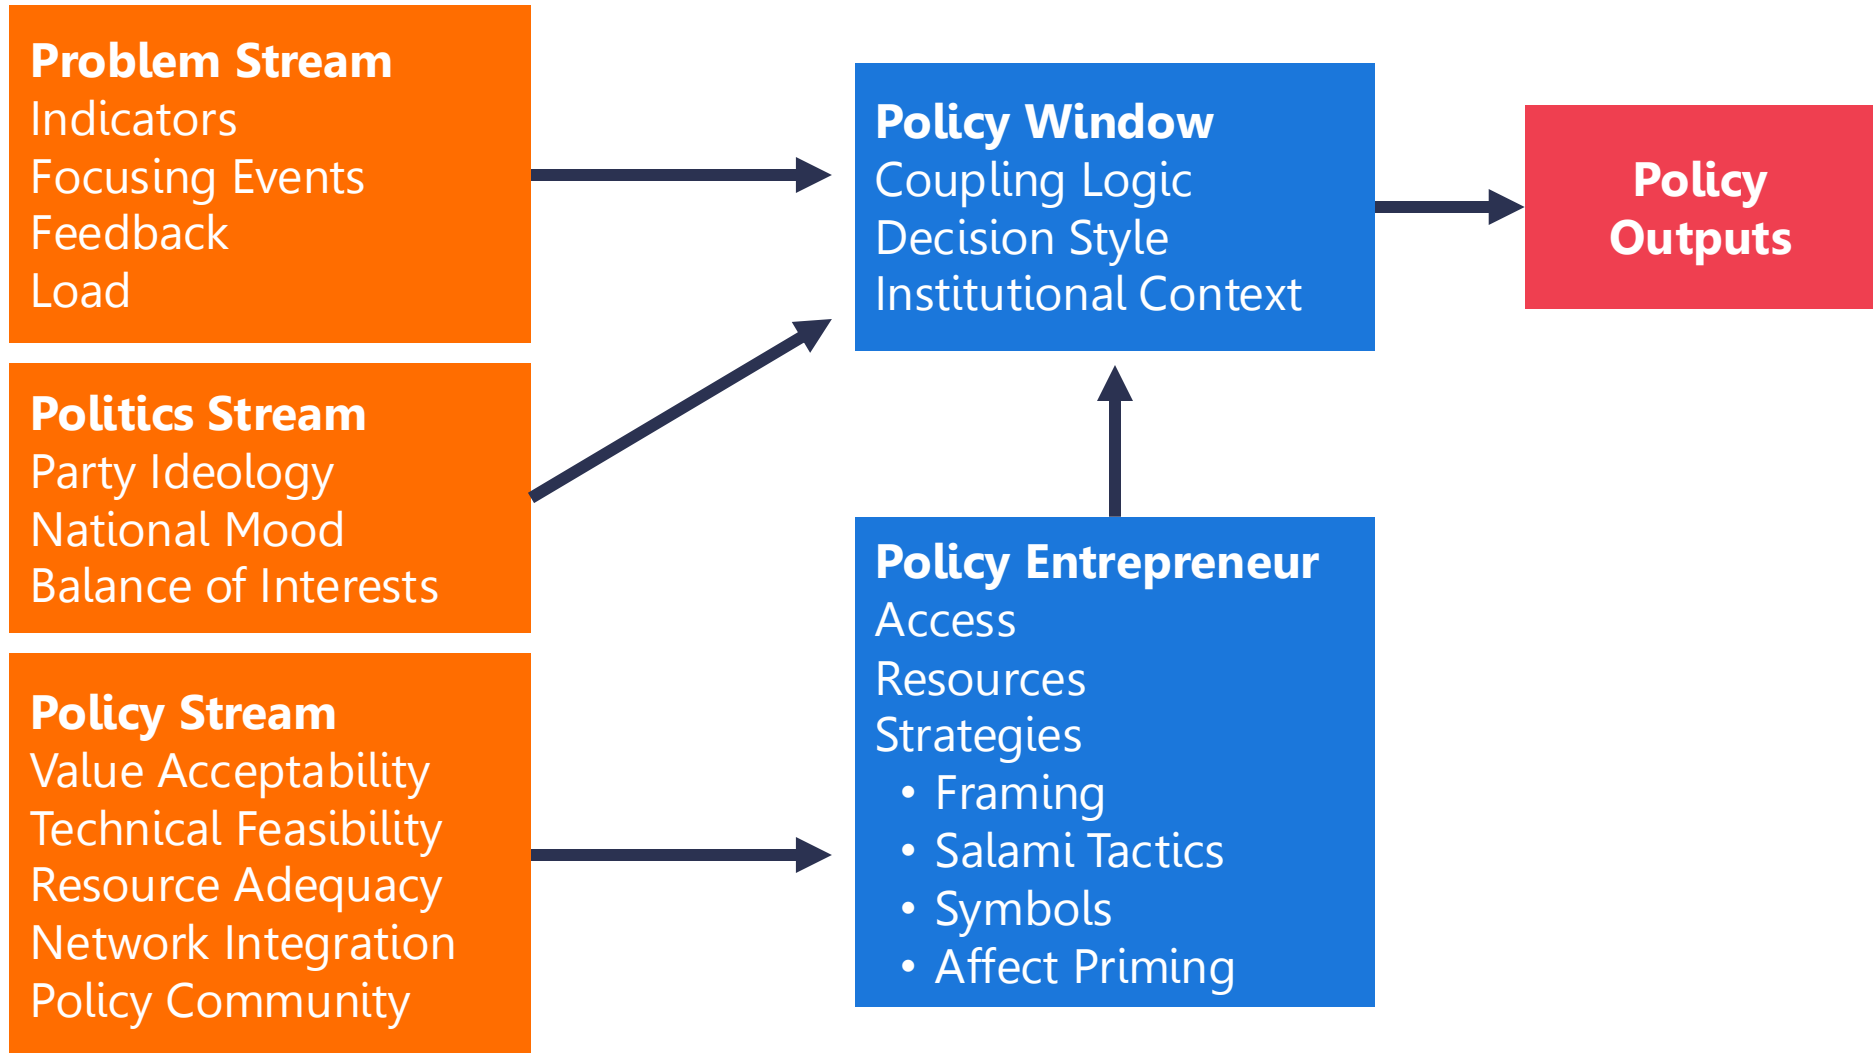 Problem Stream
Indicators
Focusing Events
Feedback
Load
Politics Stream
Party Ideology
National Mood
Balance of Interests
Policy Stream
Value Acceptability
Technical Feasibility
Resource Adequacy
Network Integration
Policy Community
Policy Window
Coupling Logic
Decision Style
Institutional Context
Policy Entrepreneur
Access
Resources
Strategies
• Framing
• Salami Tactics
• Symbols
• Affect Priming
Policy
Outputs